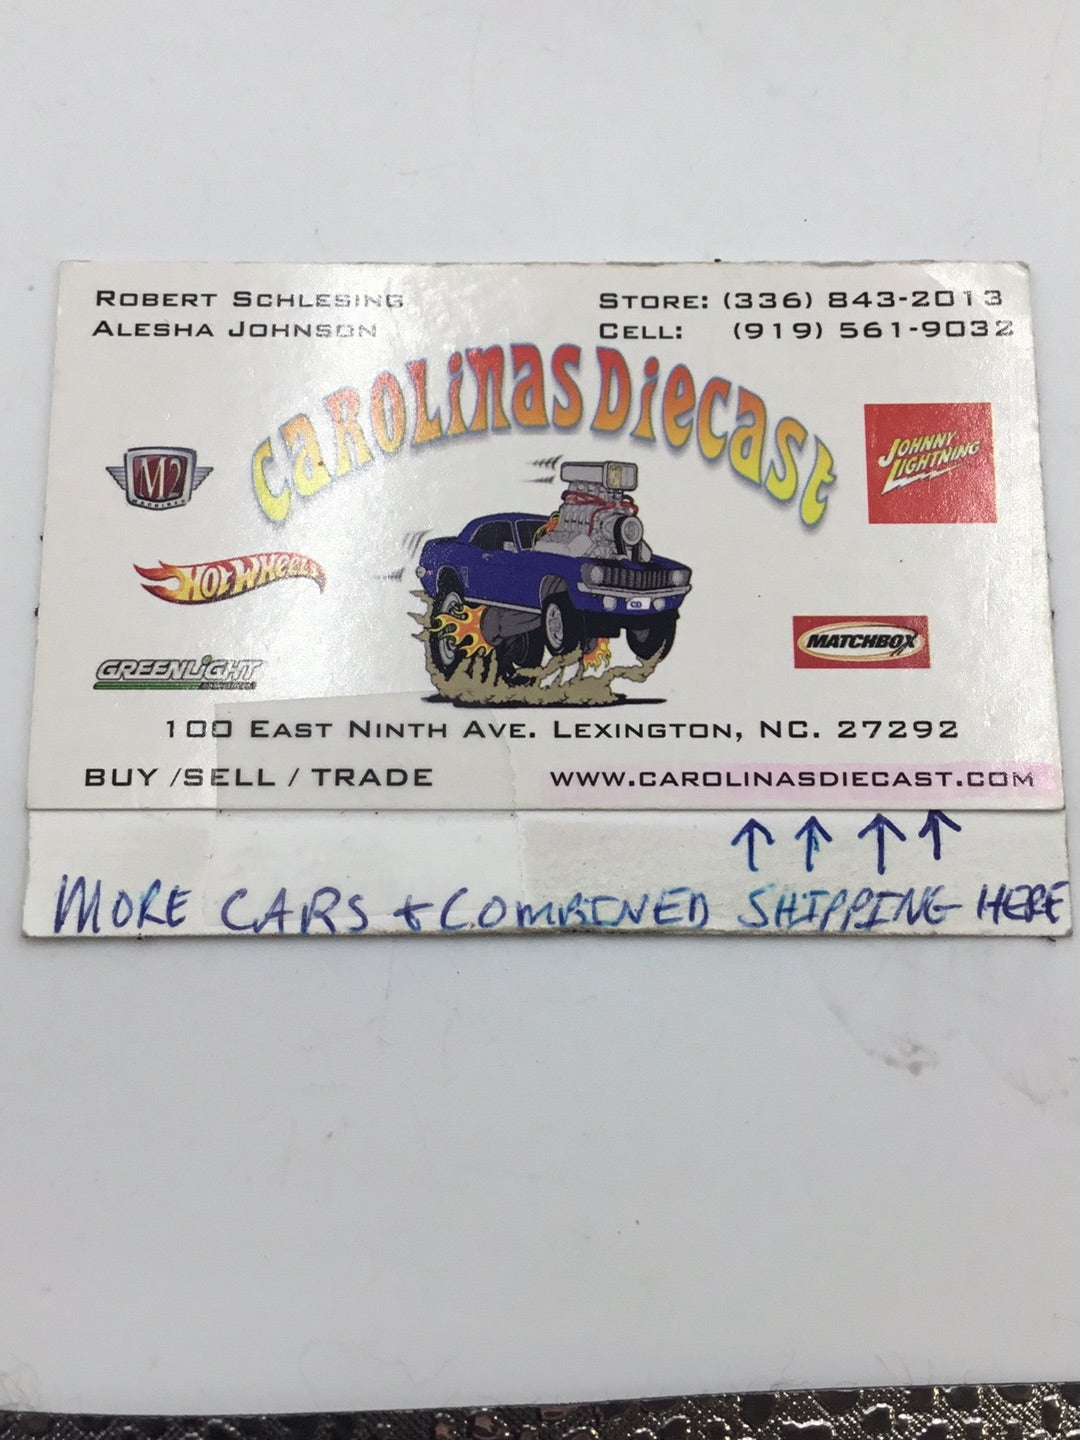 ROBERT SCHLESING
ALESHA JOHNSON
STORE: (336) 843-2013
CELL: (919) 561-9032
CAROLINAS DIECAST
M2
MACHINES
JOHNNY
LIGHTNING
HOT WHEELS
CD
MATCHBOX
GREENLIGHT
100 EAST NINTH AVE. LEXINGTON, NC. 27292
BUY /SELL / TRADE
WWW.CAROLINASDIECAST.COM
↑ ↑ ↑ ↑
MORE CARS + COMBINED SHIPPING HERE